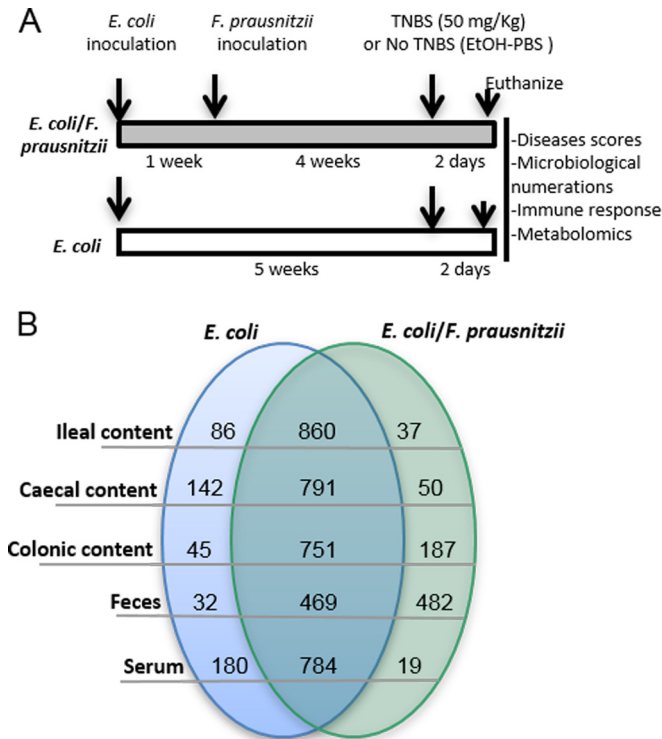 A
E. coli
inoculation
F. prausnitzii
inoculation
TNBS (50 mg/Kg)
or No TNBS (EtOH-PBS )
Euthanize
E. coli/F.
prausnitzii
1 week
4 weeks
2 days
-Diseases scores
-Microbiological
numerations
-Immune response
-Metabolomics
E. coli
5 weeks
2 days
B
E. coli
E. coli/F. prausnitzii
Ileal content 86 860 37
Caecal content 142 791 50
Colonic content 45 751 187
Feces 32 469 482
Serum 180 784 19